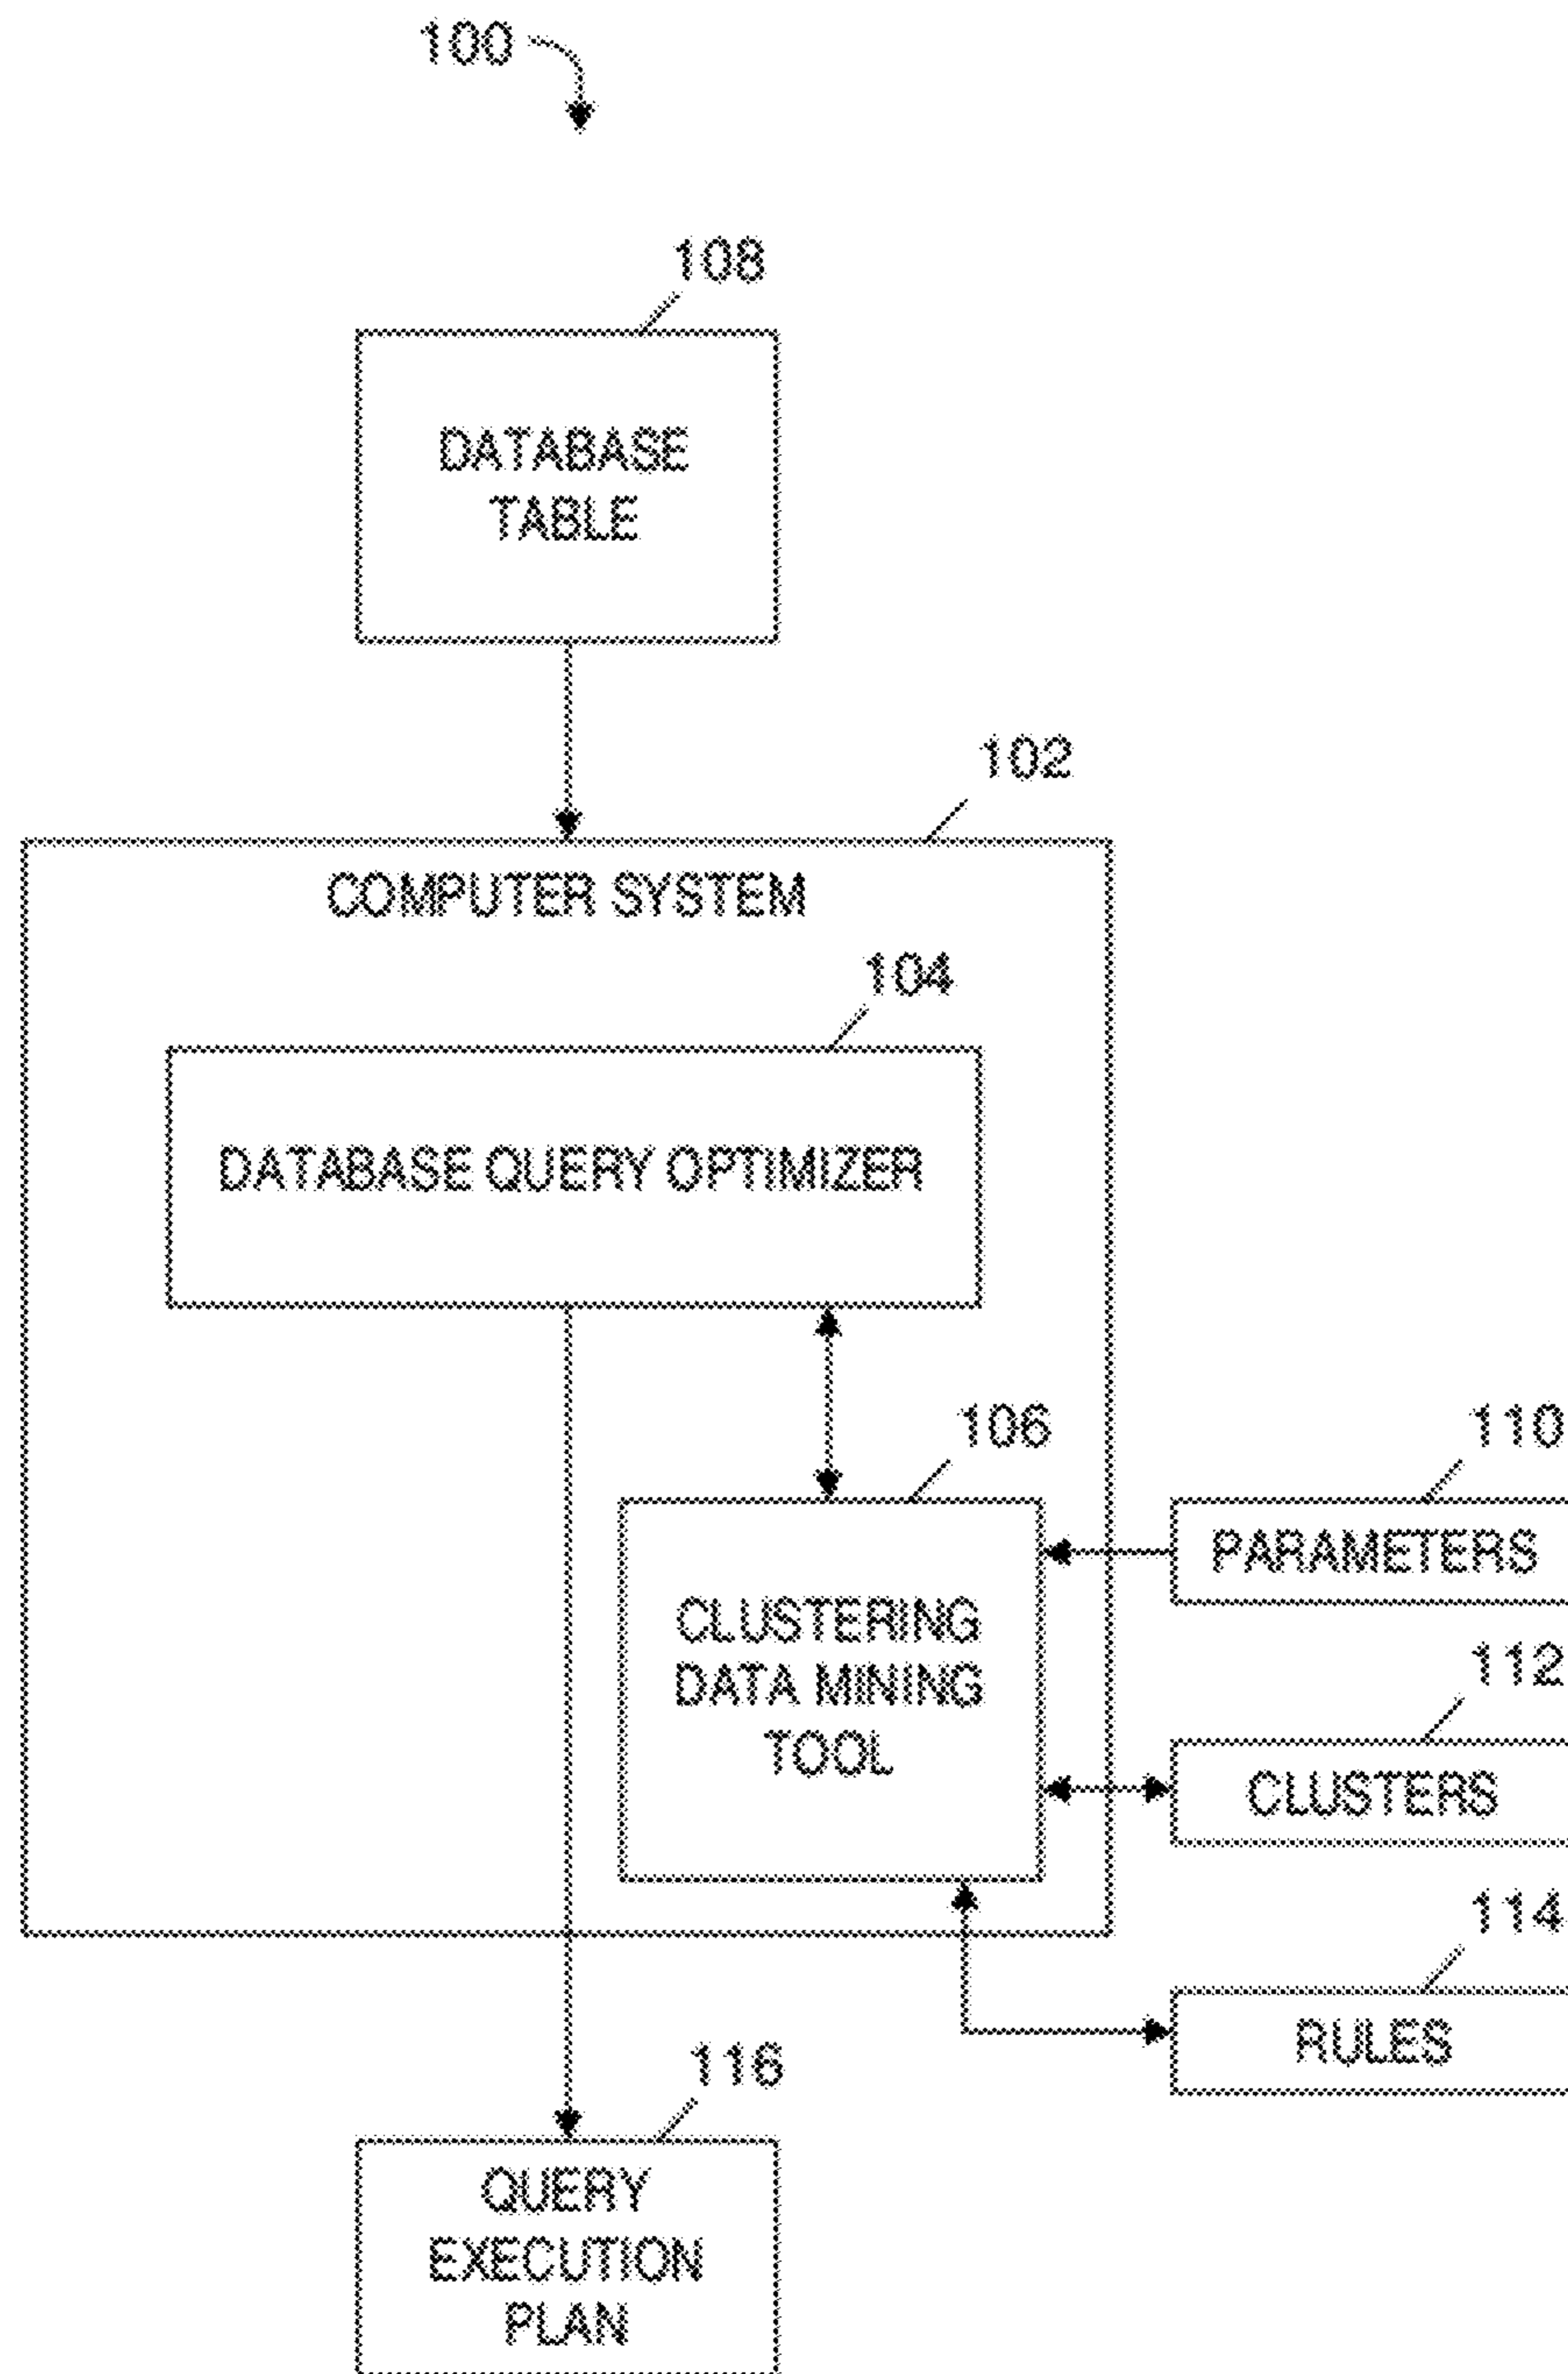 100
108
DATABASE
TABLE
102
COMPUTER SYSTEM
104
DATABASE QUERY OPTIMIZER
106
110
PARAMETERS
CLUSTERING
DATA MINING
TOOL
112
CLUSTERS
114
RULES
116
QUERY
EXECUTION
PLAN